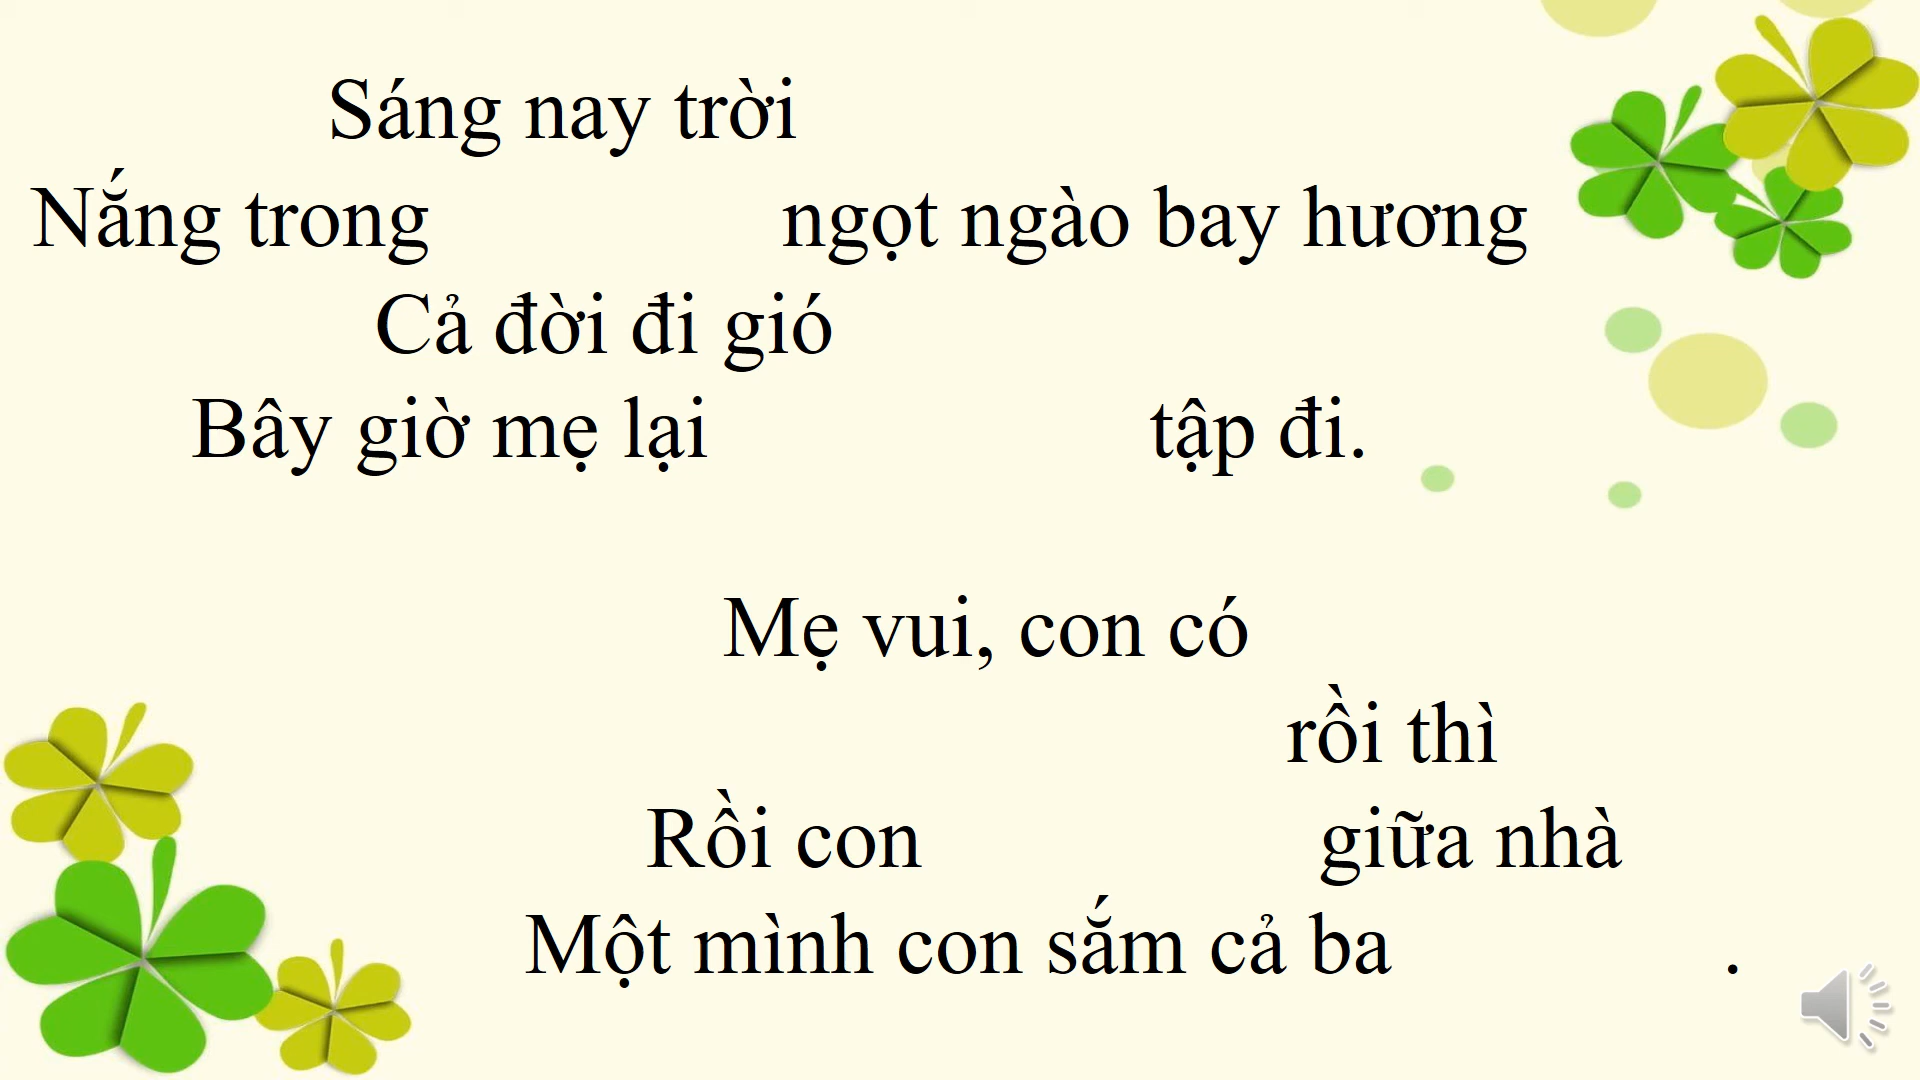 Sáng nay trời
Nắng trong ngọt ngào bay hương
Cả đời đi gió
Bây giờ mẹ lại tập đi.
Mẹ vui, con có
rồi thì
Rồi con giữa nhà
Một mình con sắm cả ba .